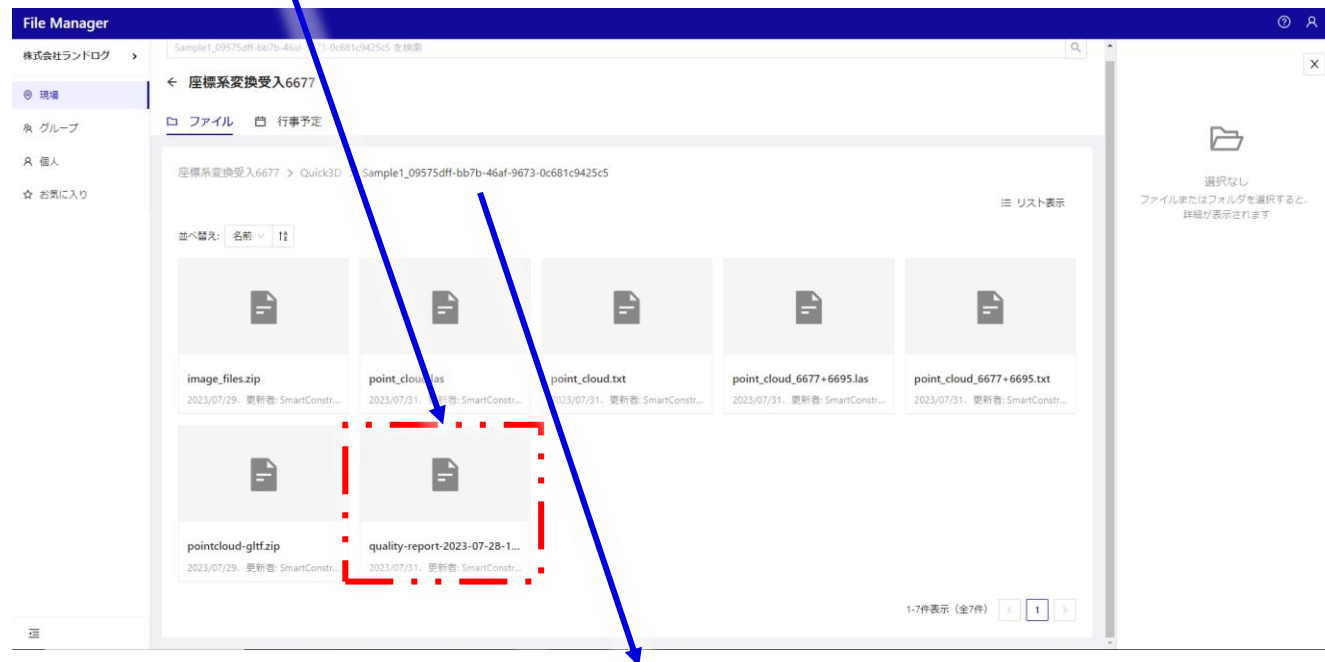 File Manager
株式会社ランドログ
Sample1_09575dff-bb7b-46af-9673-0c681c9425c5 を検索
座標系変換受入6677
現場
グループ
個人
お気に入り
ファイル
行事予定
座標系変換受入6677 > Quick3D > Sample1_09575dff-bb7b-46af-9673-0c681c9425c5
リスト表示
並べ替え: 名前
image_files.zip
2023/07/29、更新者: SmartConstr...
point_cloud.las
2023/07/31、更新者: SmartConstr...
point_cloud.txt
2023/07/31、更新者: SmartConstr...
point_cloud_6677+6695.las
2023/07/31、更新者: SmartConstr...
point_cloud_6677+6695.txt
2023/07/31、更新者: SmartConstr...
pointcloud-gltf.zip
2023/07/29、更新者: SmartConstr...
quality-report-2023-07-28-1...
2023/07/31、更新者: SmartConstr...
1-7件表示（全7件） < 1 >
X
選択なし
ファイルまたはフォルダを選択すると、
詳細が表示されます